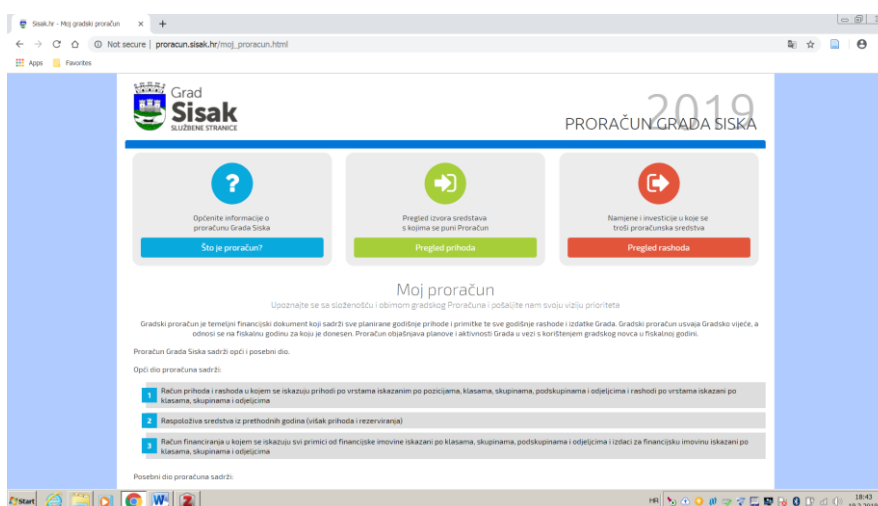 Sisak.hr - Moj gradski proračun
Not secure | proracun.sisak.hr/moj_proracun.html
Apps Favorites
Grad
Sisak
SLUŽBENE STRANICE
2019
PRORAČUN GRADA SISKA
Općenite informacije o
proračunu Grada Siska
Što je proračun?
Pregled izvora sredstava
s kojima se puni Proračun
Pregled prihoda
Namjene i investicije u koje se
troši proračunska sredstva
Pregled rashoda
Moj proračun
Upoznajte se sa složenošću i obimom gradskog Proračuna i pošaljite nam svoju viziju prioriteta
Gradski proračun je temeljni financijski dokument koji sadrži sve planirane godišnje prihode i primitke te sve godišnje rashode i izdatke Grada. Gradski proračun usvaja Gradsko vijeće, a
odnosi se na fiskalnu godinu za koju je donesen. Proračun objašnjava planove i aktivnosti Grada u vezi s korištenjem gradskog novca u fiskalnoj godini.
Proračun Grada Siska sadrži opći i posebni dio.
Opći dio proračuna sadrži:
1 Račun prihoda i rashoda u kojem se iskazuju prihodi po vrstama iskazanim po pozicijama, klasama, skupinama, podskupinama i odjeljcima i rashodi po vrstama iskazani po
klasama, skupinama i odjeljcima
2 Raspoloživa sredstva iz prethodnih godina (višak prihoda i rezerviranja)
3 Račun financiranja u kojem se iskazuju svi primici od financijske imovine iskazani po klasama, skupinama, podskupinama i odjeljcima i izdaci za financijsku imovinu iskazani po
klasama, skupinama i odjeljcima
Posebni dio proračuna sadrži:
Start
HR
18:43